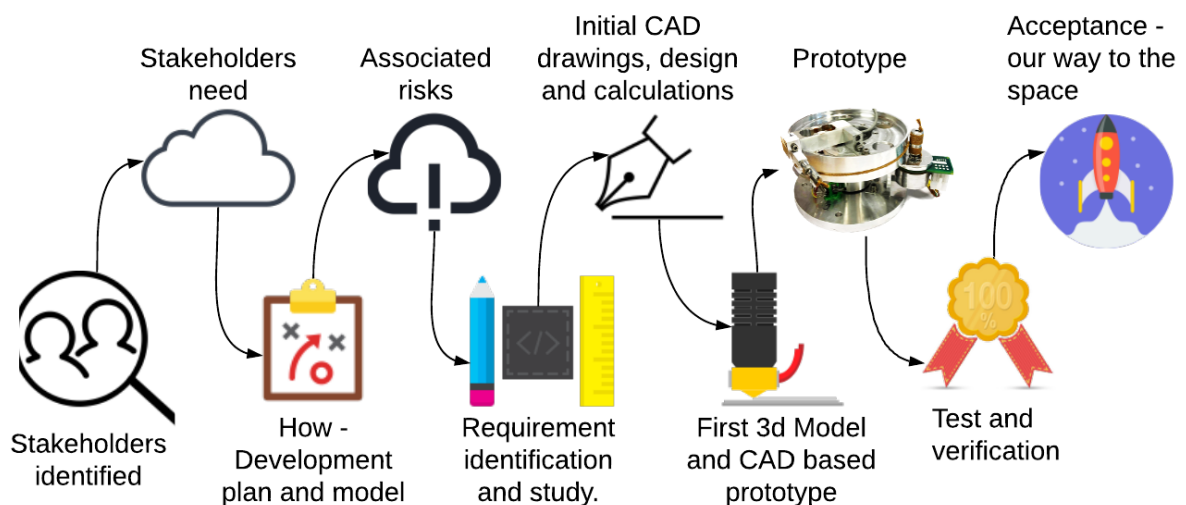 Stakeholders
identified
Stakeholders
need
How -
Development
plan and model
Associated
risks
Requirement
identification
and study.
</>
Initial CAD
drawings, design
and calculations
First 3d Model
and CAD based
prototype
Prototype
100
%
Test and
verification
Acceptance -
our way to the
space